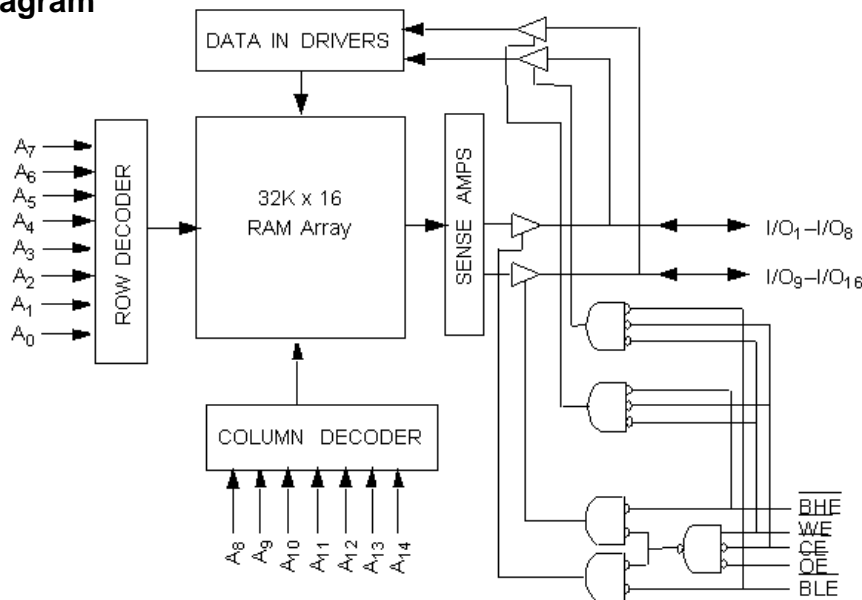 agram
DATA IN DRIVERS
A7
A6
A5
A4
A3
A2
A1
A0
ROW DECODER
32K x 16
RAM Array
SENSE AMPS
I/O1–I/O8
I/O9–I/O16
COLUMN DECODER
A8
A9
A10
A11
A12
A13
A14
BHE
WE
CE
OE
BLE